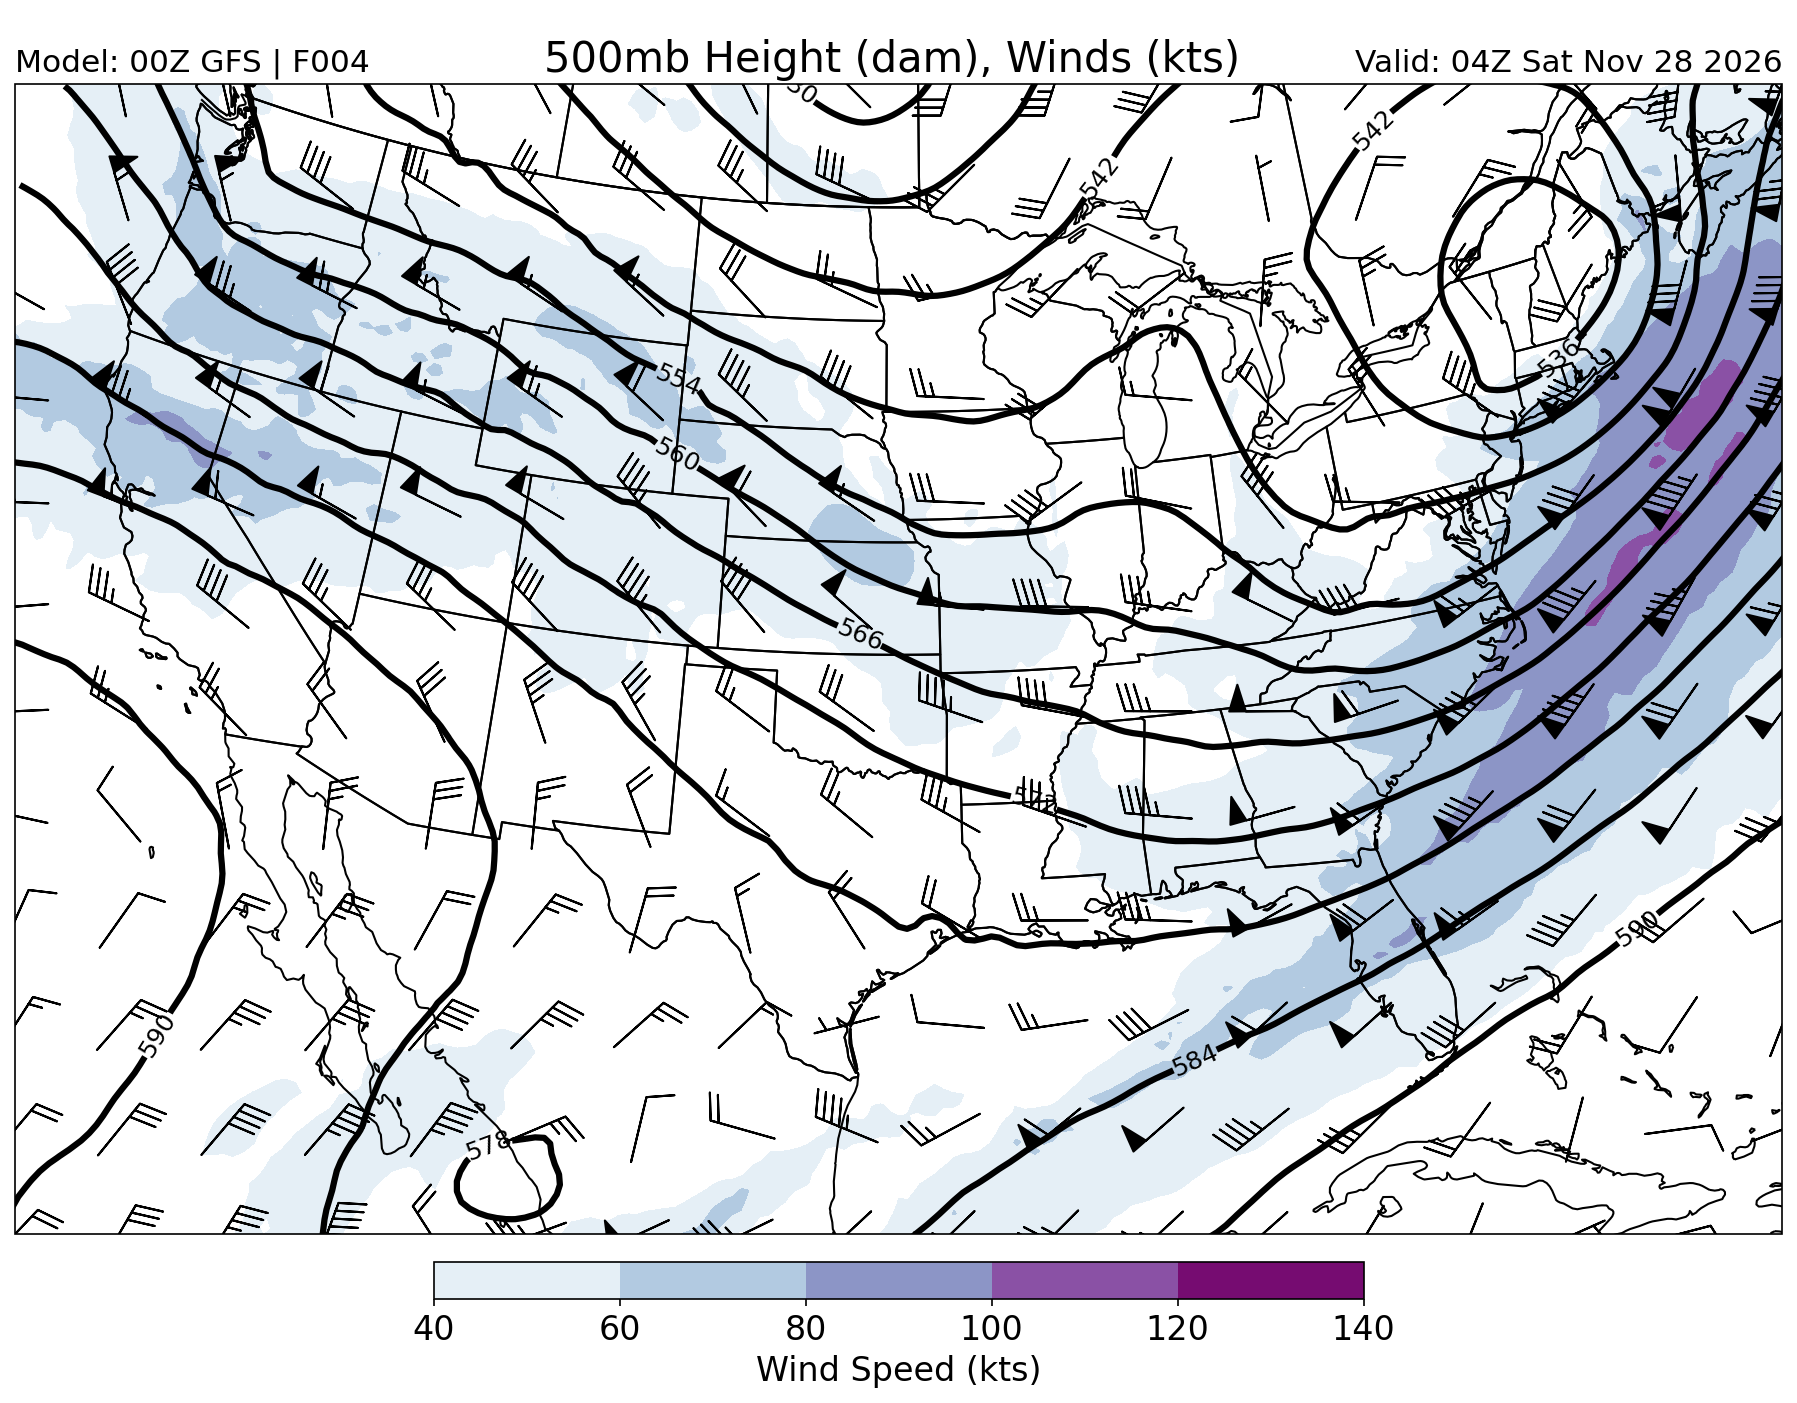 Model: 00Z GFS | F004
500mb Height (dam), Winds (kts)
Valid: 04Z Sat Nov 28 2026
542
542
536
554
560
566
590
590
584
578
40 60 80 100 120 140
Wind Speed (kts)